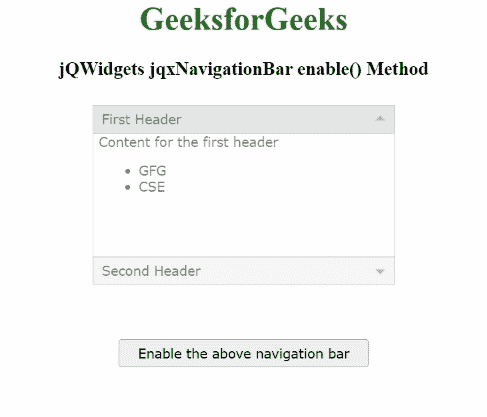 GeeksforGeeks
jQWidgets jqxNavigationBar enable() Method
First Header
Content for the first header
GFG
CSE
Second Header
Enable the above navigation bar